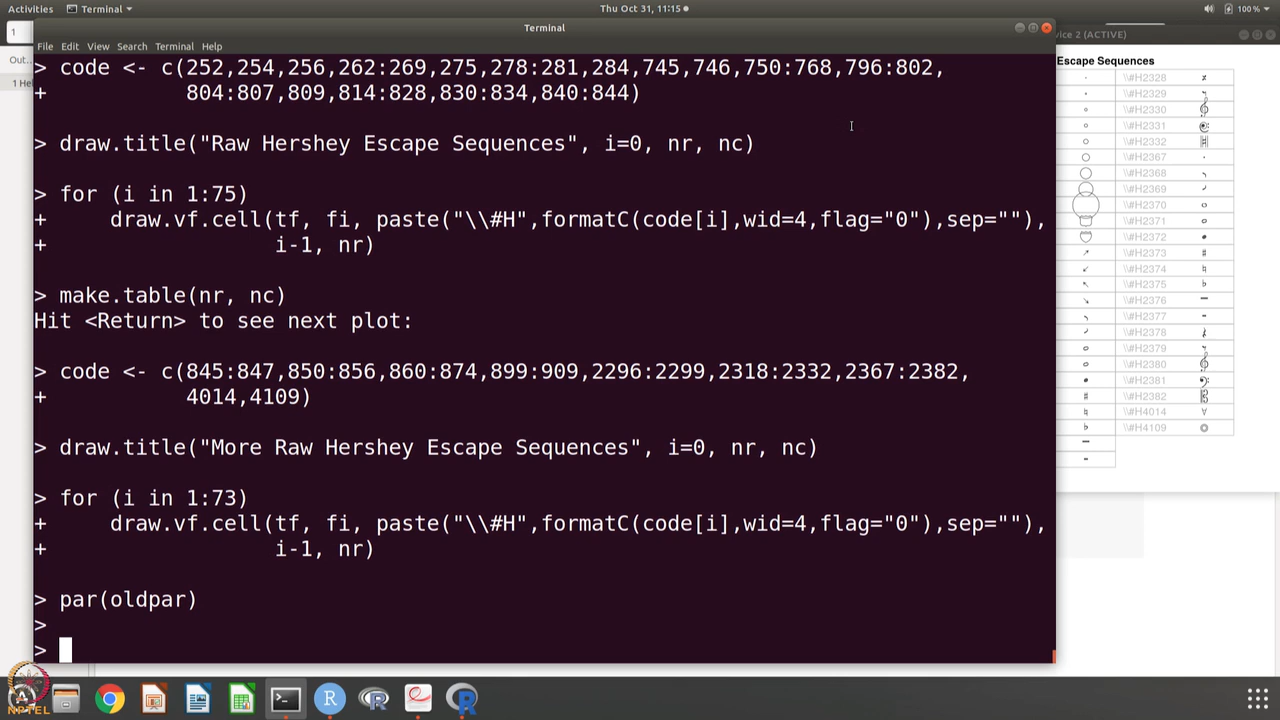 Activities Terminal Thu Oct 31, 11:15 100 %
Terminal
File Edit View Search Terminal Help
> code <- c(252,254,256,262:269,275,278:281,284,745,746,750:768,796:802,
+ 804:807,809,814:828,830:834,840:844)
> draw.title("Raw Hershey Escape Sequences", i=0, nr, nc)
> for (i in 1:75)
+ draw.vf.cell(tf, fi, paste("\\#H",formatC(code[i],wid=4,flag="0"),sep=""),
+ i-1, nr)
> make.table(nr, nc)
Hit <Return> to see next plot:
> code <- c(845:847,850:856,860:874,899:909,2296:2299,2318:2332,2367:2382,
+ 4014,4109)
> draw.title("More Raw Hershey Escape Sequences", i=0, nr, nc)
> for (i in 1:73)
+ draw.vf.cell(tf, fi, paste("\\#H",formatC(code[i],wid=4,flag="0"),sep=""),
+ i-1, nr)
> par(oldpar)
>
>
1
Out...
1 He
vice 2 (ACTIVE)
Escape Sequences
\\#H2328
\\#H2329
\\#H2330
\\#H2331
\\#H2332
\\#H2367
\\#H2368
\\#H2369
\\#H2370
\\#H2371
\\#H2372
\\#H2373
\\#H2374
\\#H2375
\\#H2376
\\#H2377
\\#H2378
\\#H2379
\\#H2380
\\#H2381
\\#H2382
\\#H4014
\\#H4109
NPTEL